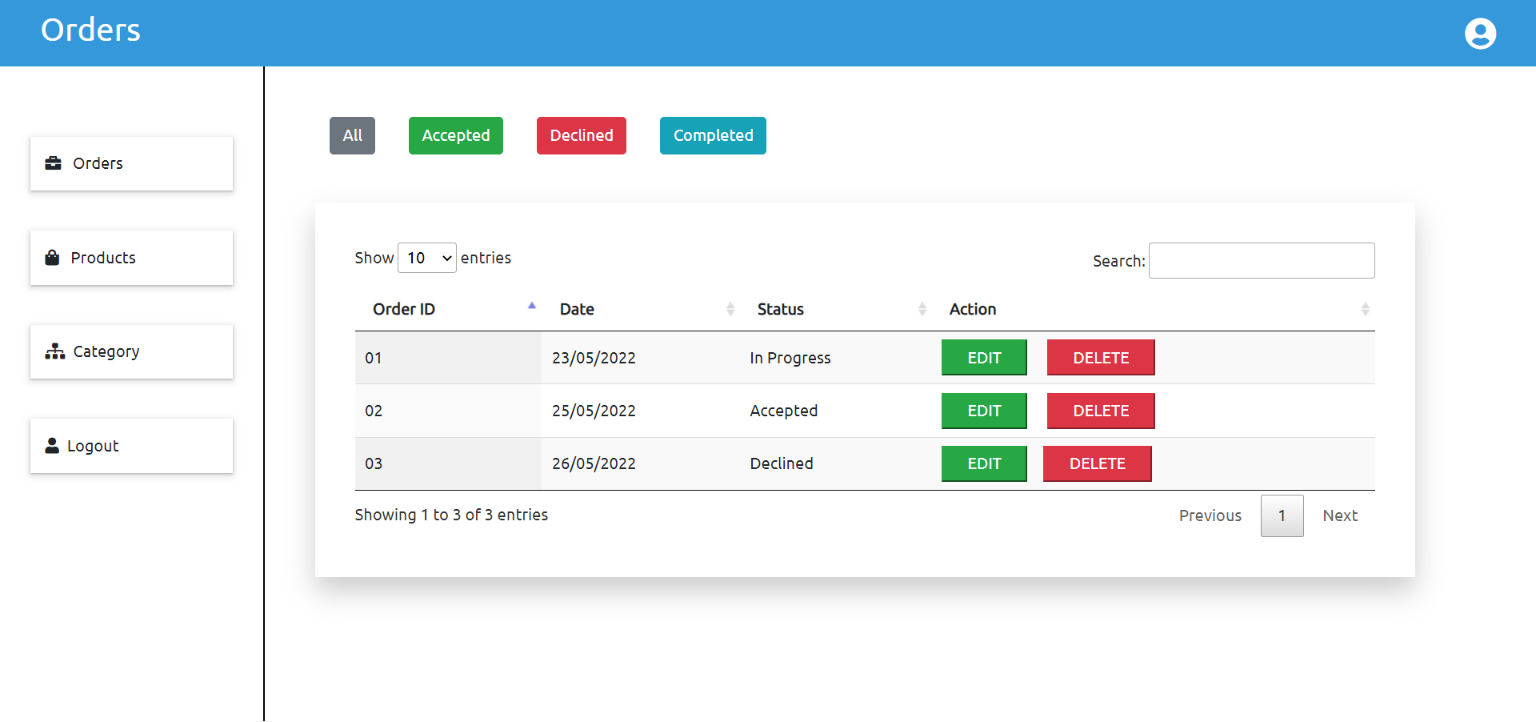 Orders
All Accepted Declined Completed
Orders
Products
Category
Logout
Show 10 entries Search:
Order ID Date Status Action
01 23/05/2022 In Progress EDIT DELETE
02 25/05/2022 Accepted EDIT DELETE
03 26/05/2022 Declined EDIT DELETE
Showing 1 to 3 of 3 entries Previous 1 Next